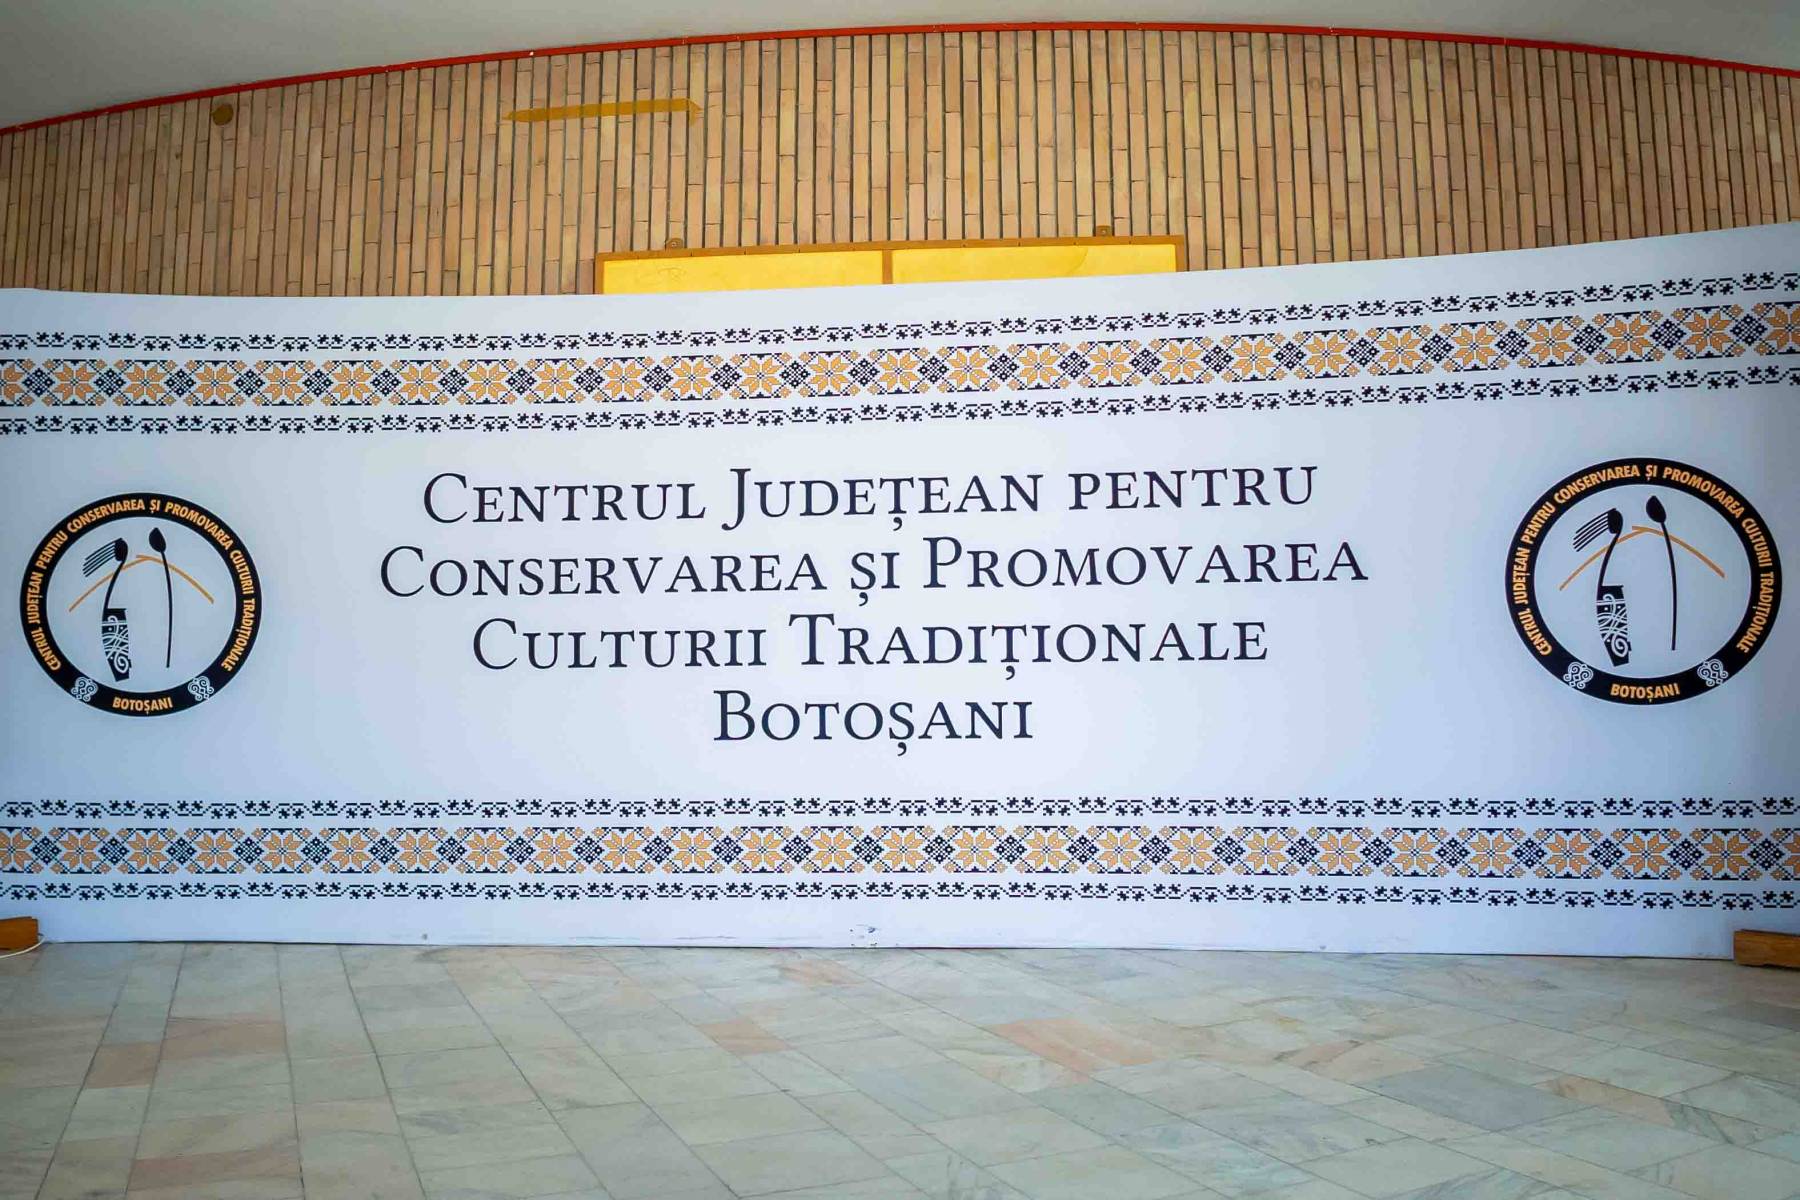 Centrul Județean pentru
Conservarea și Promovarea
Culturii Tradiționale
Botoșani
CENTRUL JUDEȚEAN PENTRU CONSERVAREA ȘI PROMOVAREA CULTURII TRADIȚIONALE
BOTOȘANI
CENTRUL JUDEȚEAN PENTRU CONSERVAREA ȘI PROMOVAREA CULTURII TRADIȚIONALE
BOTOȘANI